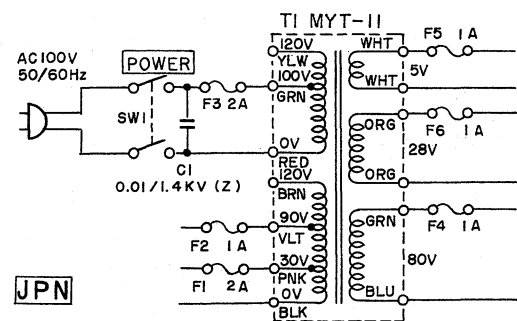 T1 MYT-11
AC100V
50/60Hz
POWER
SW1
F3 2A
C1
0.01/1.4KV (Z)
120V
YLW
100V
GRN
0V
RED
120V
BRN
90V
VLT
30V
PNK
0V
BLK
F2 1A
F1 2A
JPN
WHT
F5 1A
5V
WHT
ORG
F6 1A
28V
ORG
GRN
F4 1A
80V
BLU